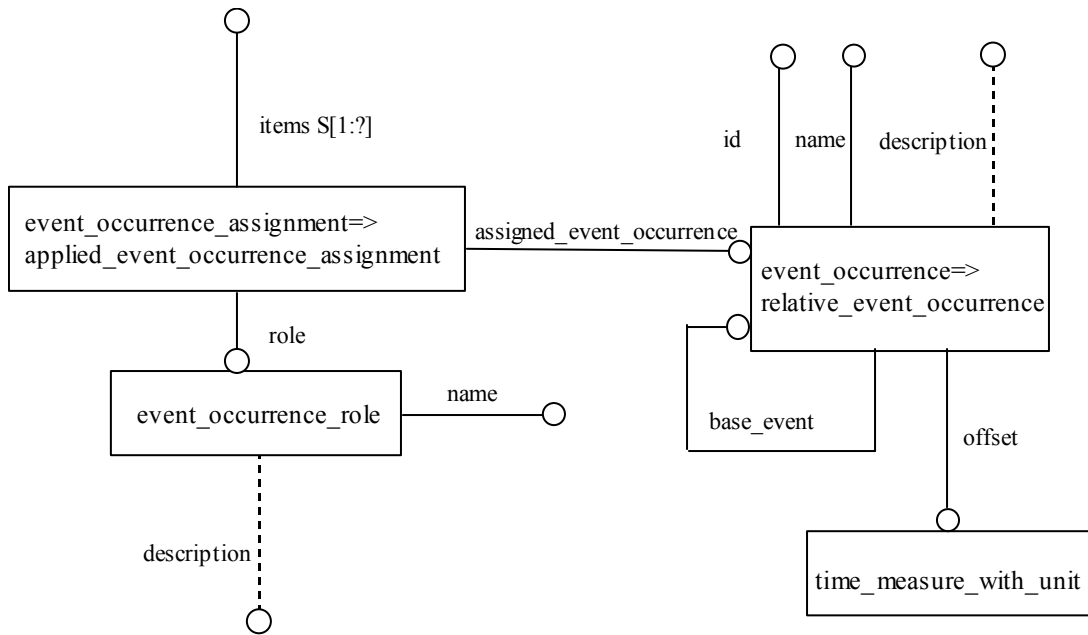 items S[1:?]
id
name
description
event_occurrence_assignment=>
applied_event_occurrence_assignment
assigned_event_occurrence
event_occurrence=>
relative_event_occurrence
role
event_occurrence_role
name
base_event
offset
description
time_measure_with_unit